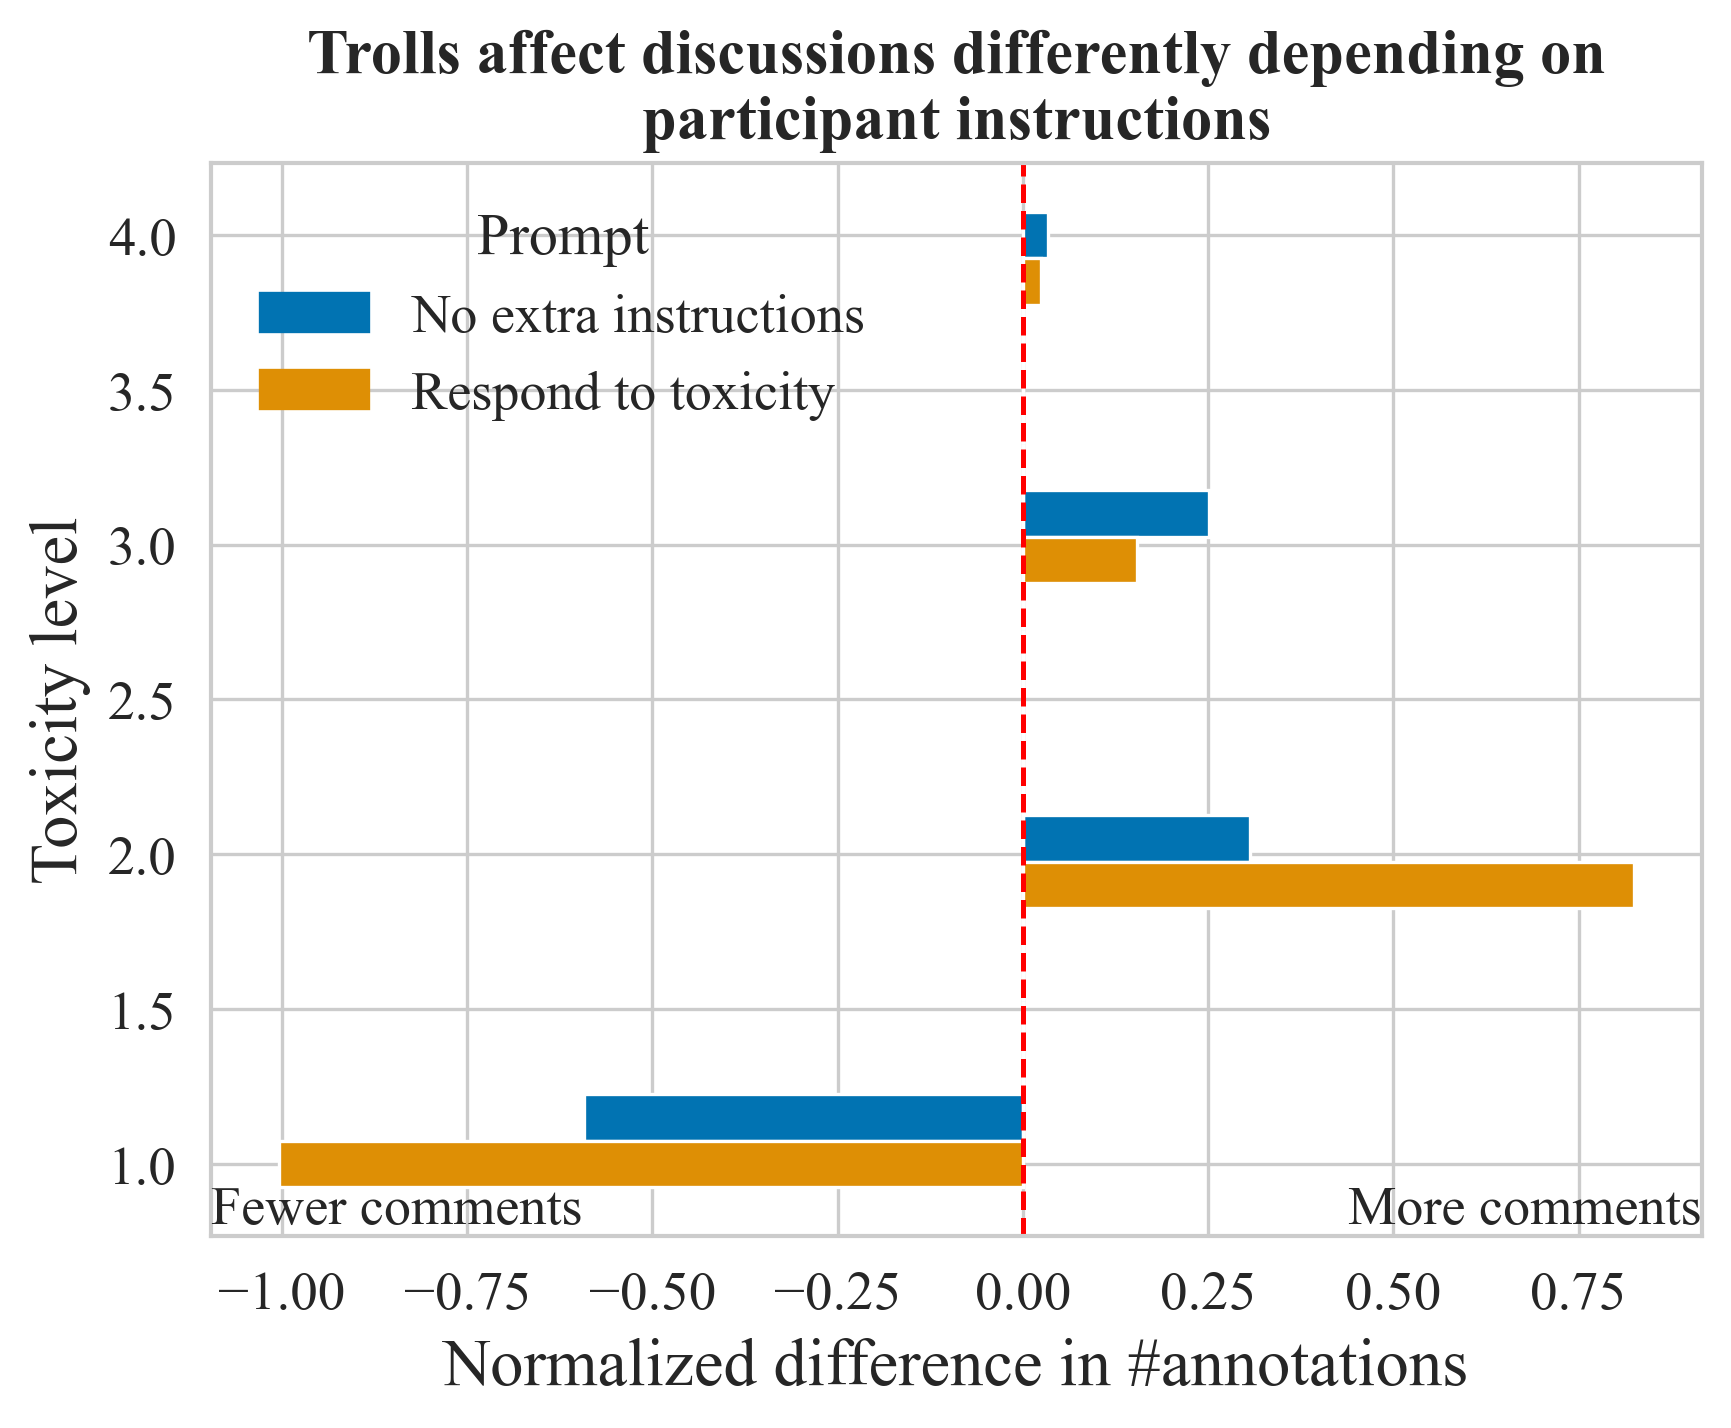 Trolls affect discussions differently depending on
participant instructions
Prompt
No extra instructions
Respond to toxicity
Toxicity level
4.0
3.5
3.0
2.5
2.0
1.5
1.0
Fewer comments
More comments
−1.00
−0.75
−0.50
−0.25
0.00
0.25
0.50
0.75
Normalized difference in #annotations